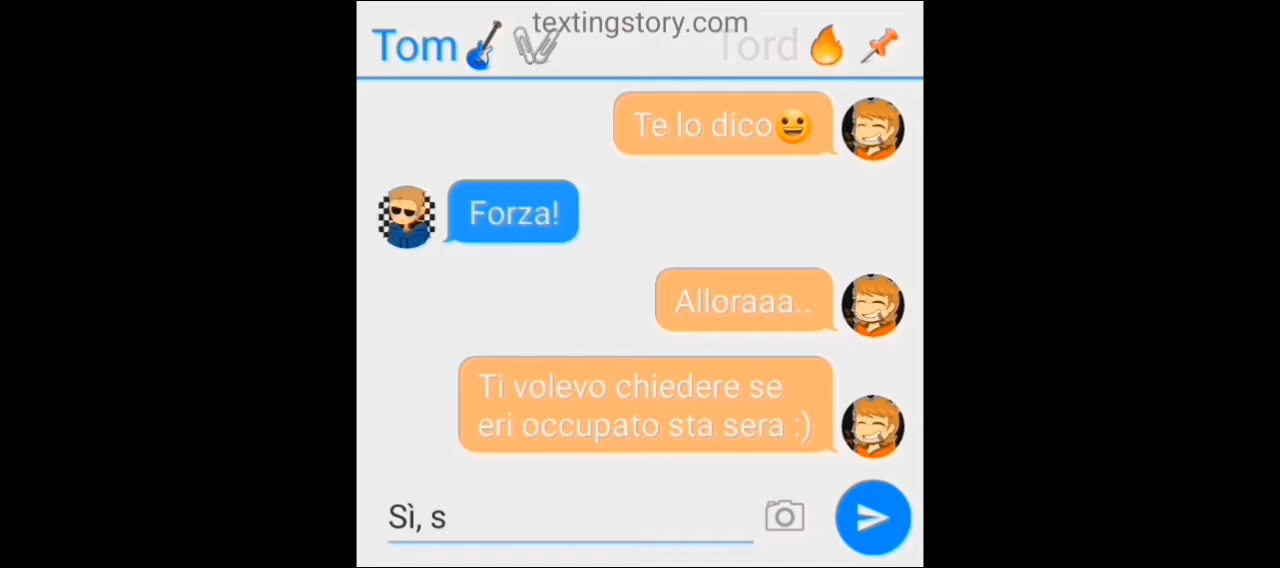 textingstory.com
Tom Tord
Te lo dico
Forza!
Alloraaa..
Ti volevo chiedere se
eri occupato sta sera :)
Sì, s